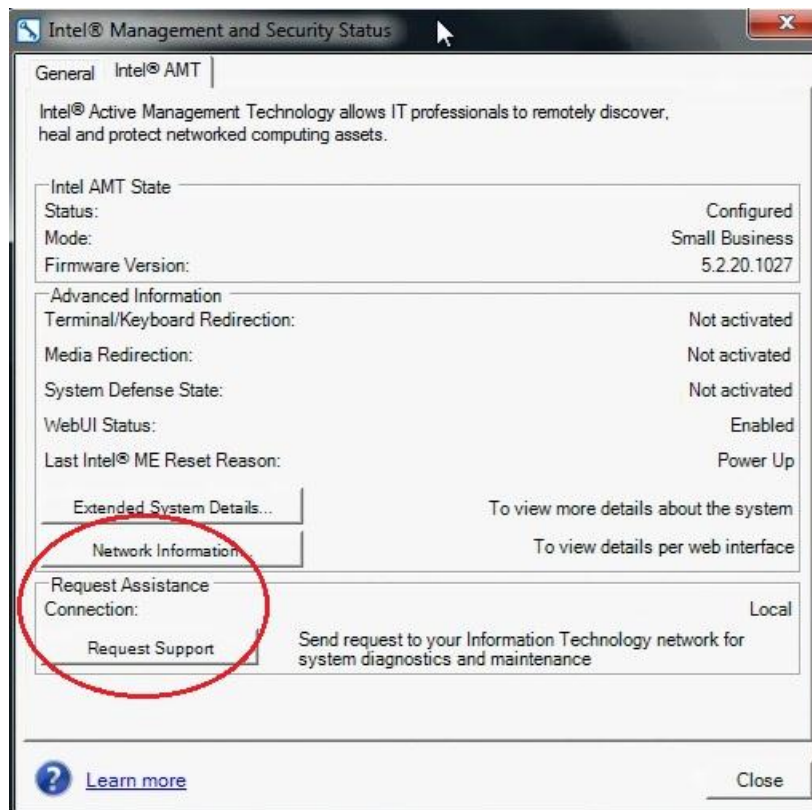 Intel® Management and Security Status
General
Intel® AMT
Intel® Active Management Technology allows IT professionals to remotely discover,
heal and protect networked computing assets.
Intel AMT State
Status: Configured
Mode: Small Business
Firmware Version: 5.2.20.1027
Advanced Information
Terminal/Keyboard Redirection: Not activated
Media Redirection: Not activated
System Defense State: Not activated
WebUI Status: Enabled
Last Intel® ME Reset Reason: Power Up
Extended System Details... To view more details about the system
Network Information... To view details per web interface
Request Assistance
Connection: Local
Request Support
Send request to your Information Technology network for
system diagnostics and maintenance
Learn more
Close